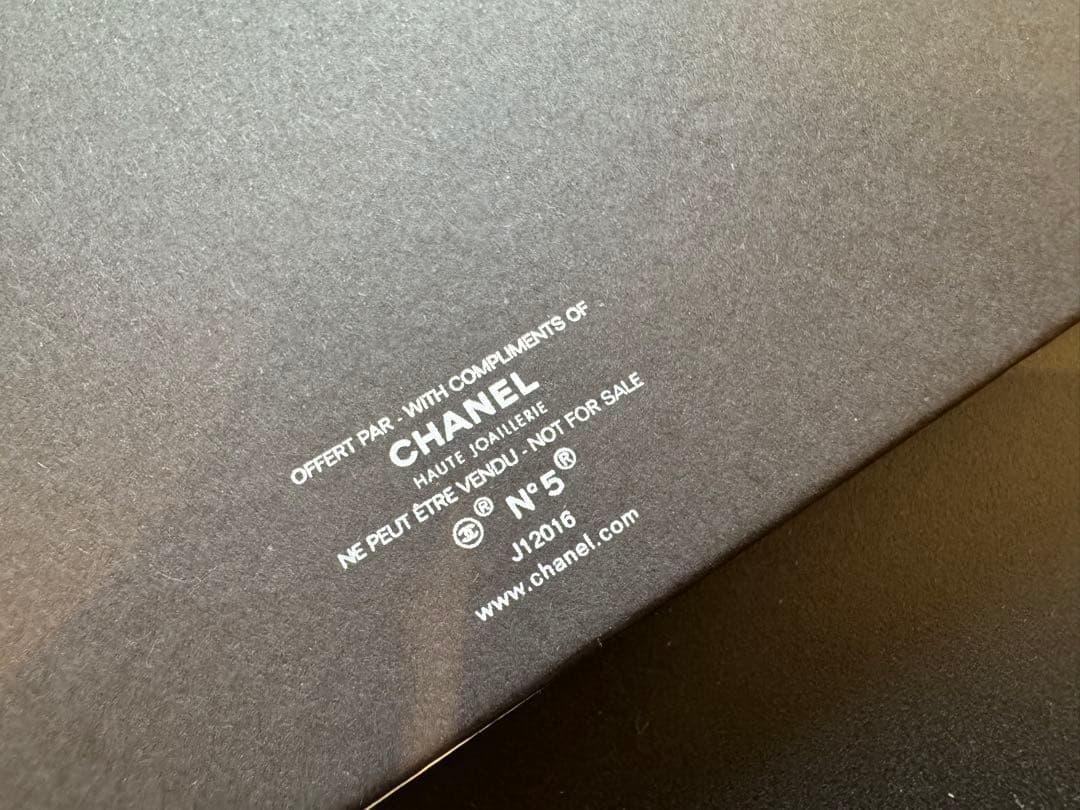 OFFERT PAR - WITH COMPLIMENTS OF
CHANEL
HAUTE JOAILLERIE
NE PEUT ÊTRE VENDU - NOT FOR SALE
® N°5®
J12016
www.chanel.com